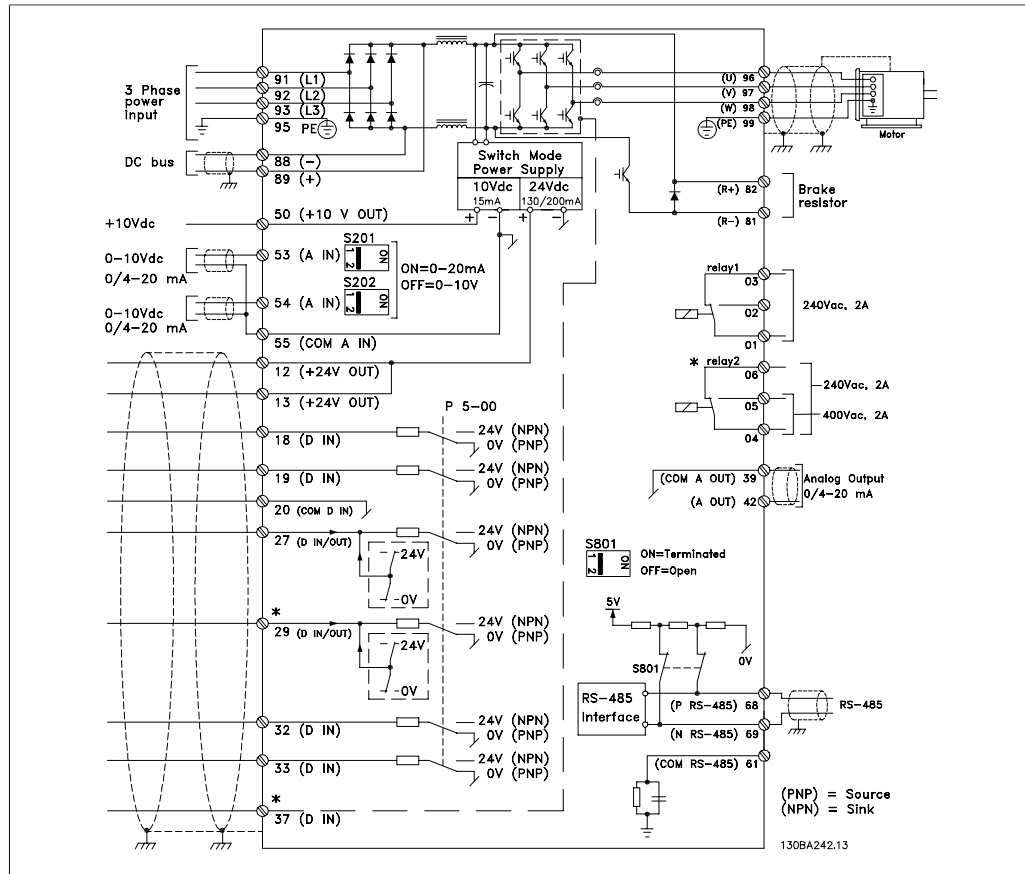 3 Phase
power
input
91 (L1)
92 (L2)
93 (L3)
95 PE
DC bus
88 (-)
89 (+)
+10Vdc
50 (+10 V OUT)
0-10Vdc
0/4-20 mA
53 (A IN)
S201
ON
1 2
ON=0-20mA
OFF=0-10V
S202
ON
1 2
0-10Vdc
0/4-20 mA
54 (A IN)
55 (COM A IN)
12 (+24V OUT)
13 (+24V OUT)
P 5-00
18 (D IN)
24V (NPN)
0V (PNP)
19 (D IN)
24V (NPN)
0V (PNP)
20 (COM D IN)
27 (D IN/OUT)
24V (NPN)
0V (PNP)
24V
0V
*
29 (D IN/OUT)
24V (NPN)
0V (PNP)
24V
0V
32 (D IN)
24V (NPN)
0V (PNP)
33 (D IN)
24V (NPN)
0V (PNP)
*
37 (D IN)
Switch Mode
Power Supply
10Vdc
15mA
24Vdc
130/200mA
+ - + -
(U) 96
(V) 97
(W) 98
(PE) 99
Motor
(R+) 82
(R-) 81
Brake
resistor
relay1
03
02
01
240Vac, 2A
* relay2
06
05
04
240Vac, 2A
400Vac, 2A
(COM A OUT) 39
(A OUT) 42
Analog Output
0/4-20 mA
S801
ON
1 2
ON=Terminated
OFF=Open
5V
0V
S801
RS-485
Interface
(P RS-485) 68
(N RS-485) 69
(COM RS-485) 61
RS-485
(PNP) = Source
(NPN) = Sink
130BA242.13